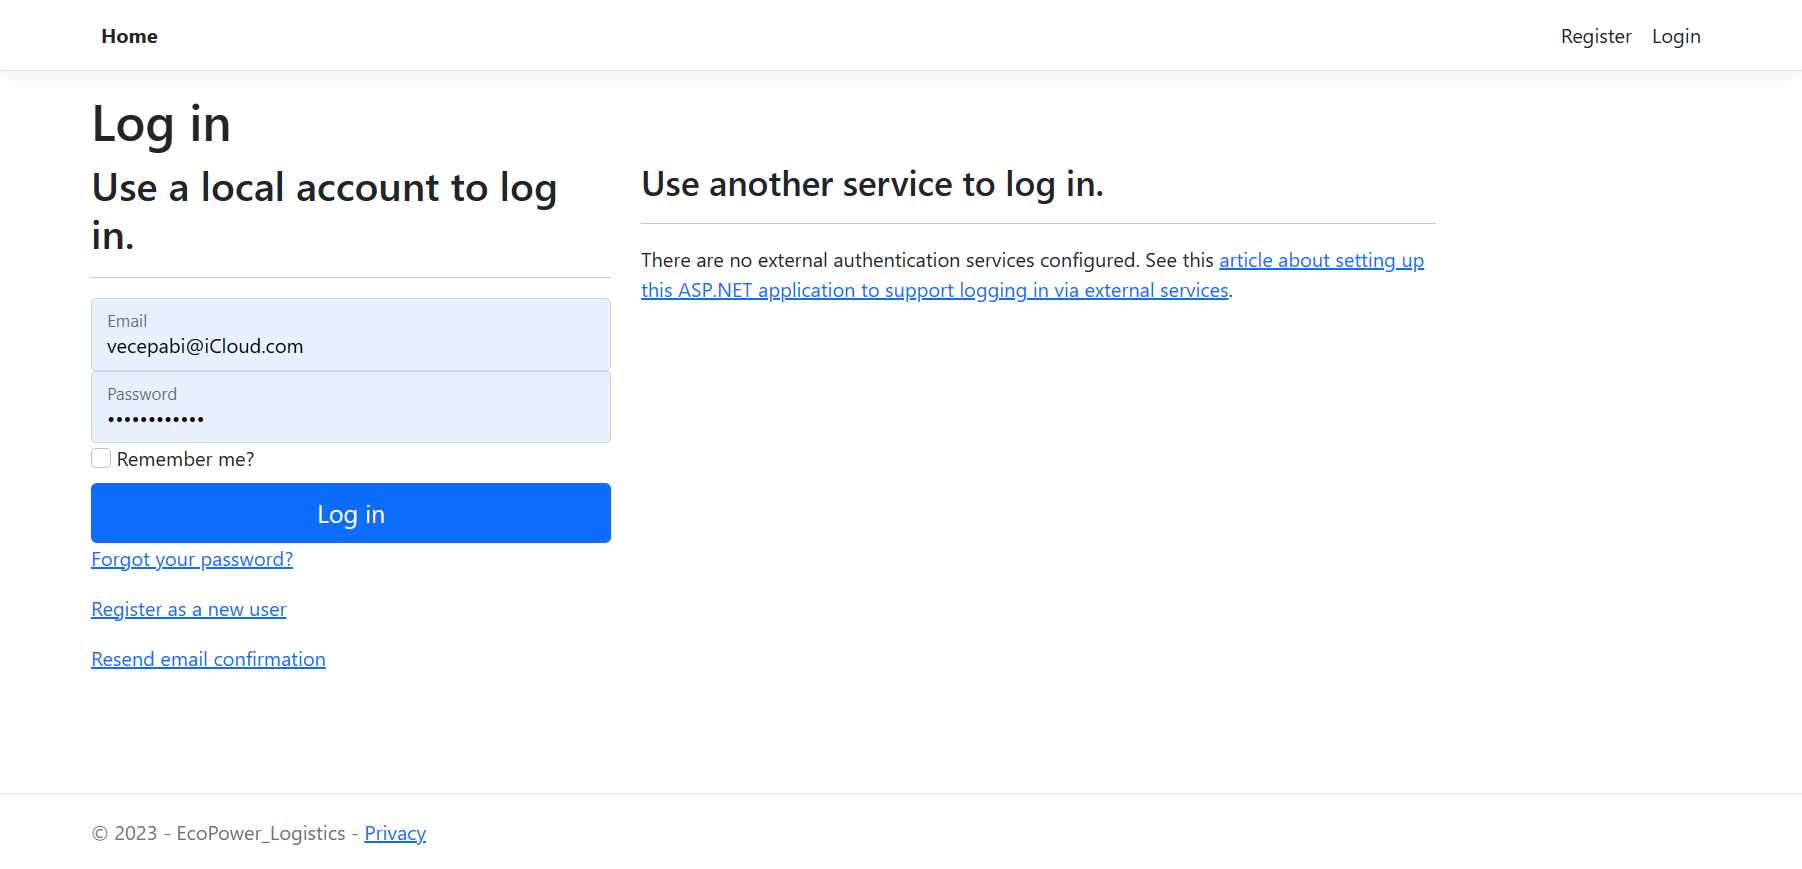 Home
Register
Login
Log in
Use a local account to log
in.
Email
vecepabi@iCloud.com
Password
••••••••••••
Remember me?
Log in
Forgot your password?
Register as a new user
Resend email confirmation
Use another service to log in.
There are no external authentication services configured. See this article about setting up
this ASP.NET application to support logging in via external services.
© 2023 - EcoPower_Logistics - Privacy